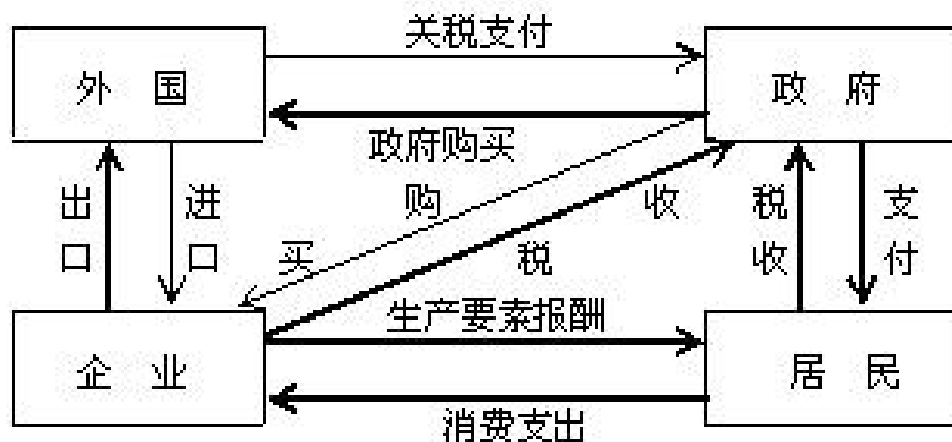 关税支付
外 国
政 府
政府购买
出口
进口
购买
税收
税收
支付
生产要素报酬
企 业
居 民
消费支出